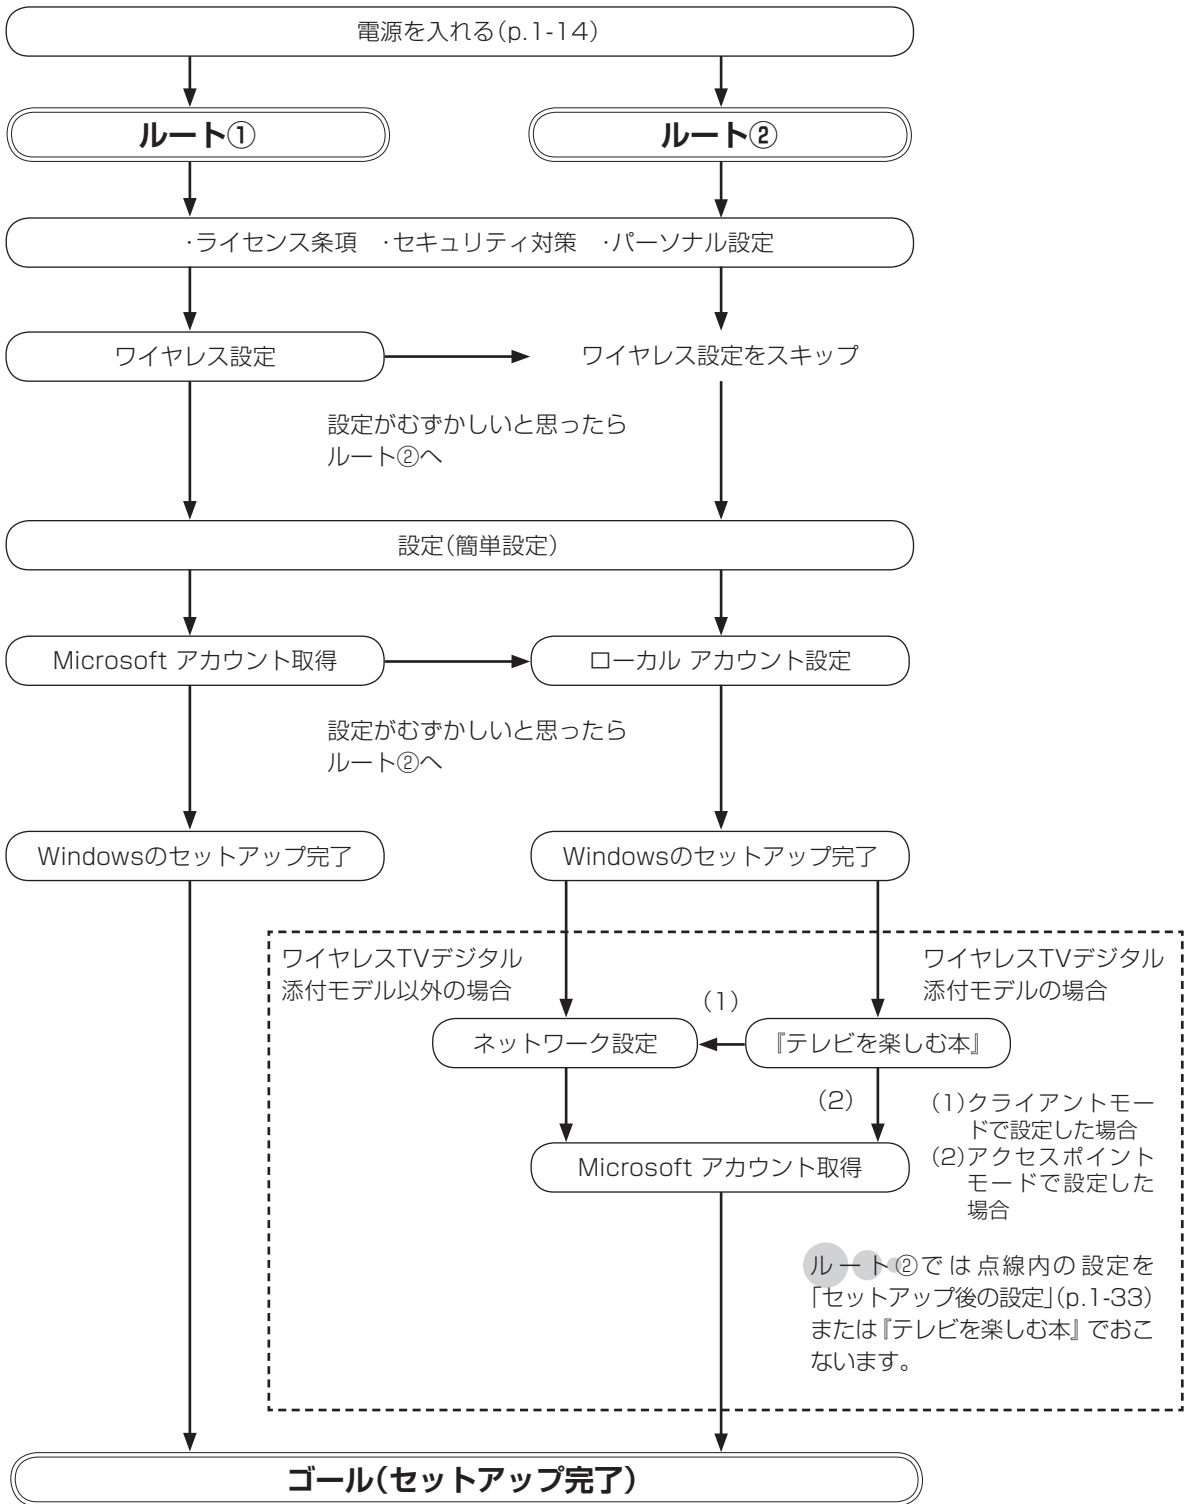 電源を入れる(p.1-14)
ルート①
ルート②
・ライセンス条項　・セキュリティ対策　・パーソナル設定
ワイヤレス設定
ワイヤレス設定をスキップ
設定がむずかしいと思ったら
ルート②へ
設定(簡単設定)
Microsoft アカウント取得
ローカル アカウント設定
設定がむずかしいと思ったら
ルート②へ
Windowsのセットアップ完了
Windowsのセットアップ完了
ワイヤレスTVデジタル
添付モデル以外の場合
ワイヤレスTVデジタル
添付モデルの場合
(1)
ネットワーク設定
『テレビを楽しむ本』
(2)
(1)クライアントモー
ドで設定した場合
(2)アクセスポイント
モードで設定した
場合
Microsoft アカウント取得
ルート②では点線内の設定を
「セットアップ後の設定」(p.1-33)
または『テレビを楽しむ本』でおこ
ないます。
ゴール(セットアップ完了)